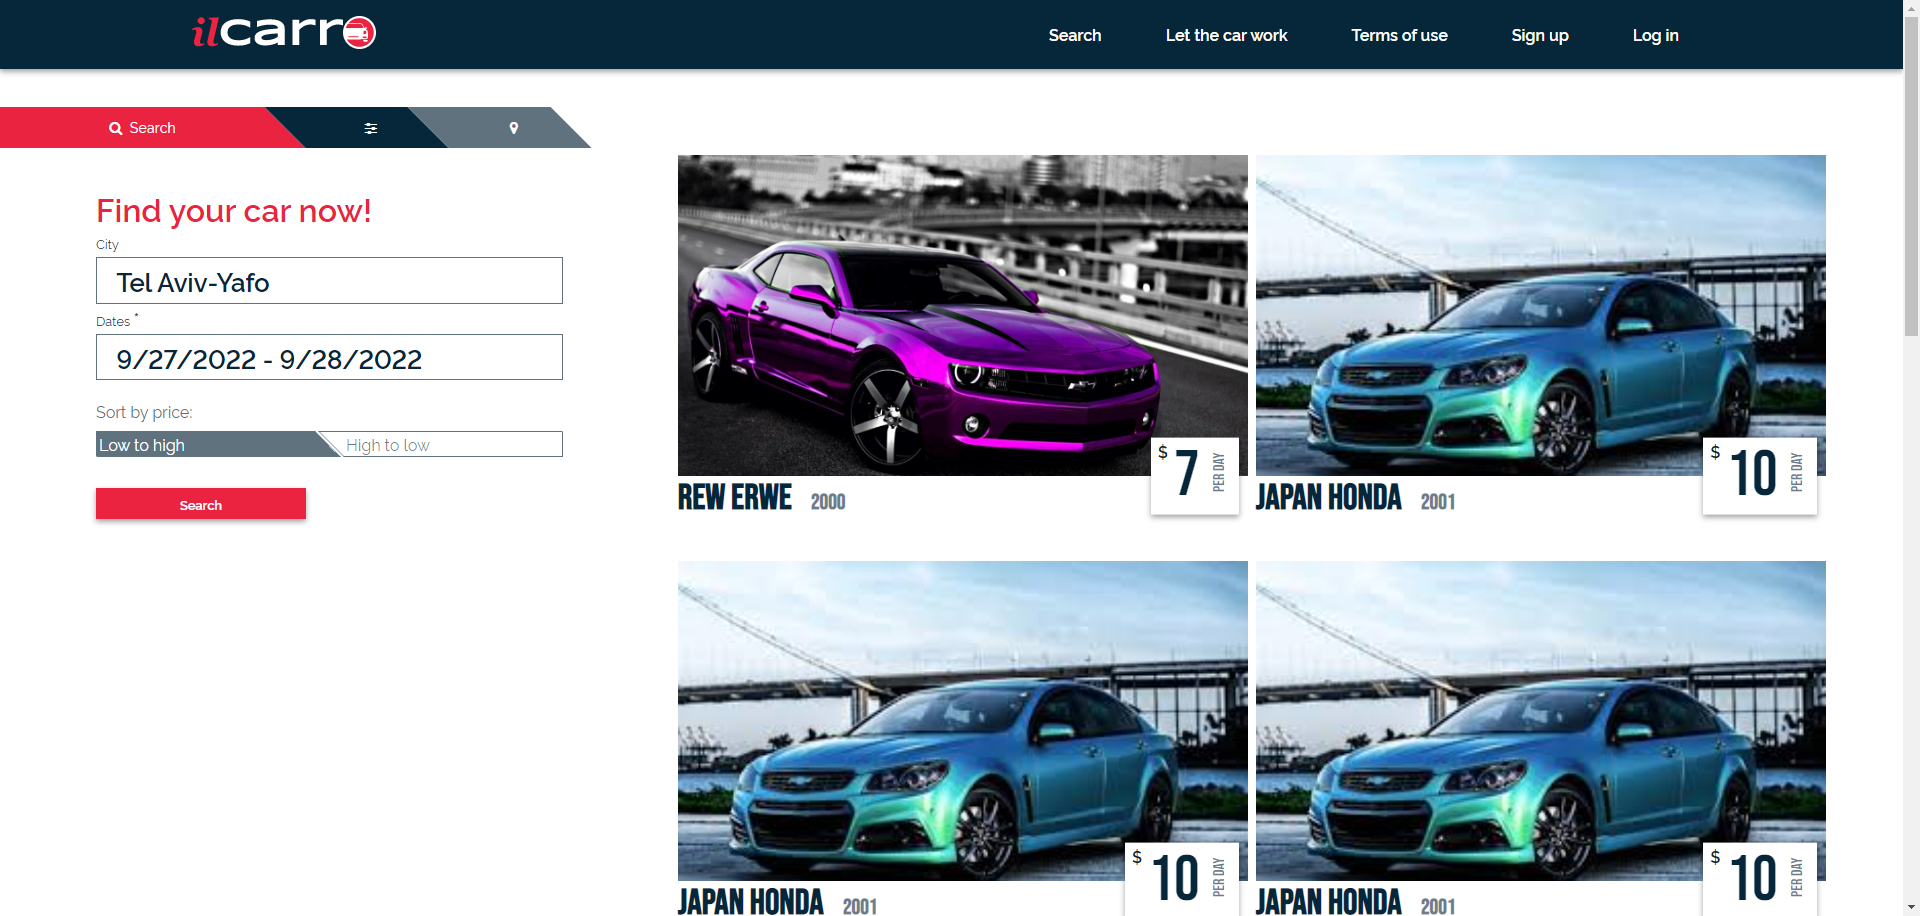 ilcarro
Search
Let the car work
Terms of use
Sign up
Log in
Search
Find your car now!
City
Tel Aviv-Yafo
Dates *
9/27/2022 - 9/28/2022
Sort by price:
Low to high
High to low
Search
$ 7 PER DAY
REW ERWE 2000
$ 10 PER DAY
JAPAN HONDA 2001
$ 10 PER DAY
JAPAN HONDA 2001
$ 10 PER DAY
JAPAN HONDA 2001